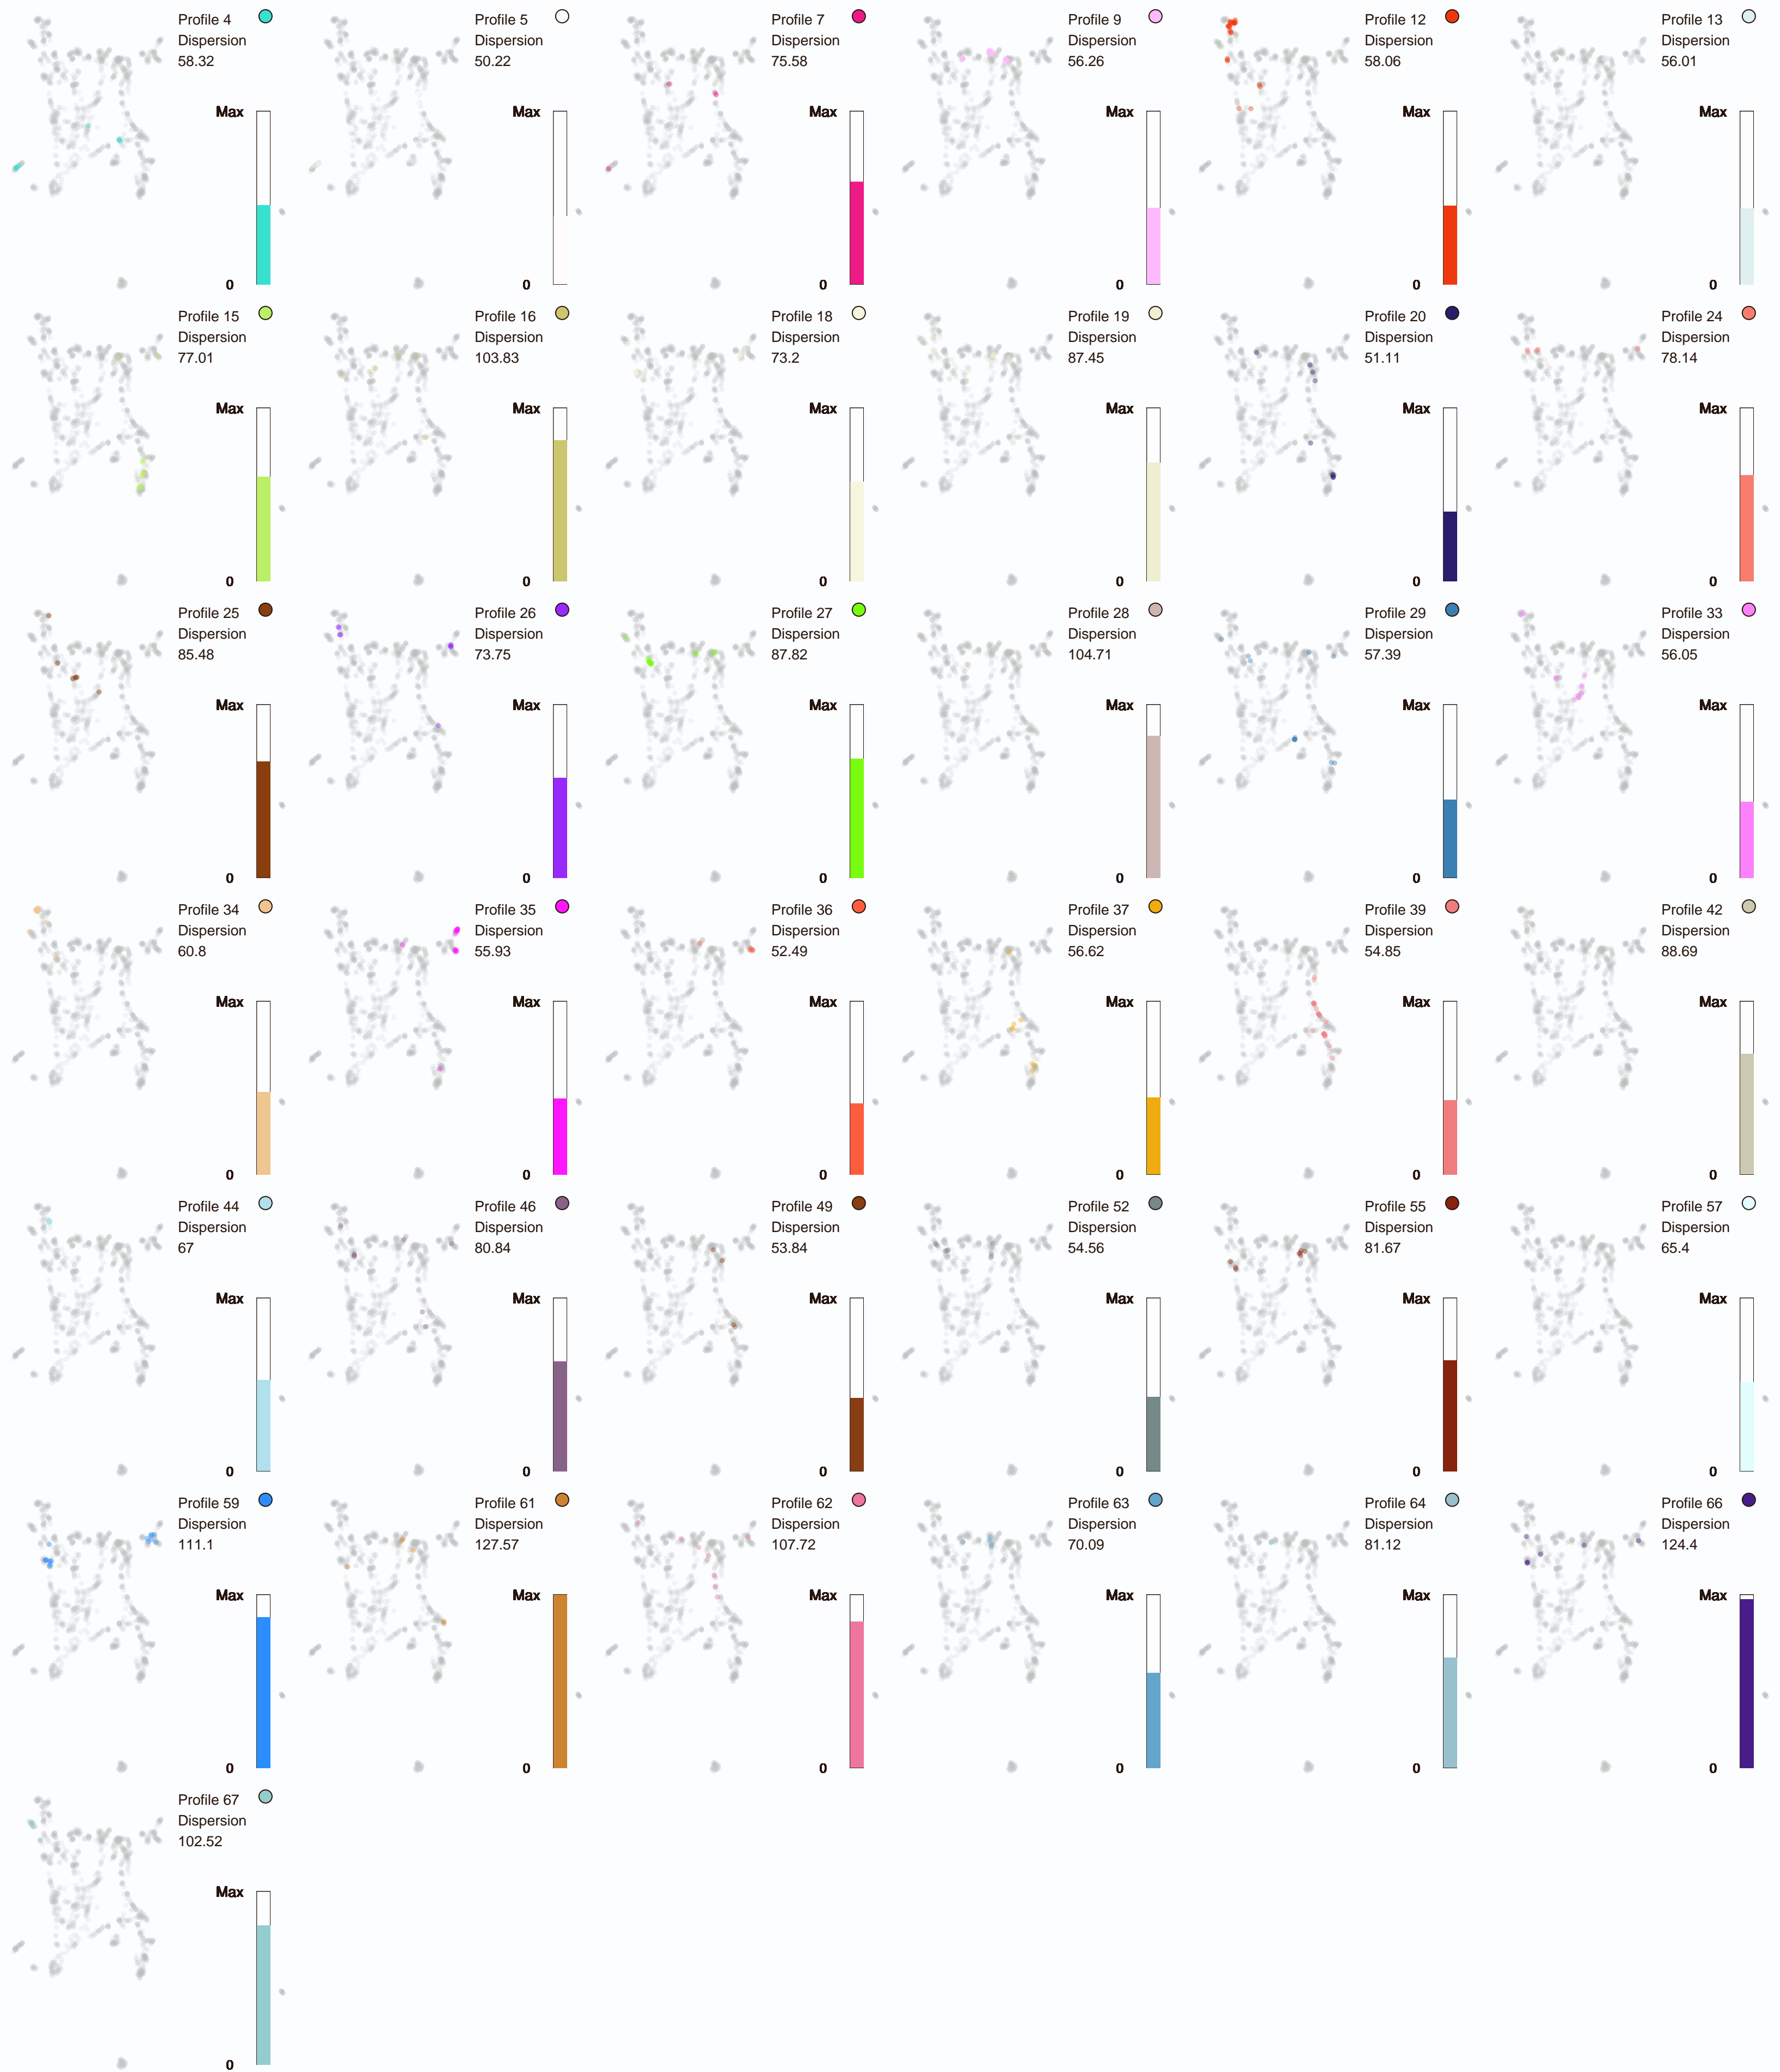 Profile 4
Dispersion
58.32
Max
0
Profile 5
Dispersion
50.22
Max
0
Profile 7
Dispersion
75.58
Max
0
Profile 9
Dispersion
56.26
Max
0
Profile 12
Dispersion
58.06
Max
0
Profile 13
Dispersion
56.01
Max
0
Profile 15
Dispersion
77.01
Max
0
Profile 16
Dispersion
103.83
Max
0
Profile 18
Dispersion
73.2
Max
0
Profile 19
Dispersion
87.45
Max
0
Profile 20
Dispersion
51.11
Max
0
Profile 24
Dispersion
78.14
Max
0
Profile 25
Dispersion
85.48
Max
0
Profile 26
Dispersion
73.75
Max
0
Profile 27
Dispersion
87.82
Max
0
Profile 28
Dispersion
104.71
Max
0
Profile 29
Dispersion
57.39
Max
0
Profile 33
Dispersion
56.05
Max
0
Profile 34
Dispersion
60.8
Max
0
Profile 35
Dispersion
55.93
Max
0
Profile 36
Dispersion
52.49
Max
0
Profile 37
Dispersion
56.62
Max
0
Profile 39
Dispersion
54.85
Max
0
Profile 42
Dispersion
88.69
Max
0
Profile 44
Dispersion
67
Max
0
Profile 46
Dispersion
80.84
Max
0
Profile 49
Dispersion
53.84
Max
0
Profile 52
Dispersion
54.56
Max
0
Profile 55
Dispersion
81.67
Max
0
Profile 57
Dispersion
65.4
Max
0
Profile 59
Dispersion
111.1
Max
0
Profile 61
Dispersion
127.57
Max
0
Profile 62
Dispersion
107.72
Max
0
Profile 63
Dispersion
70.09
Max
0
Profile 64
Dispersion
81.12
Max
0
Profile 66
Dispersion
124.4
Max
0
Profile 67
Dispersion
102.52
Max
0